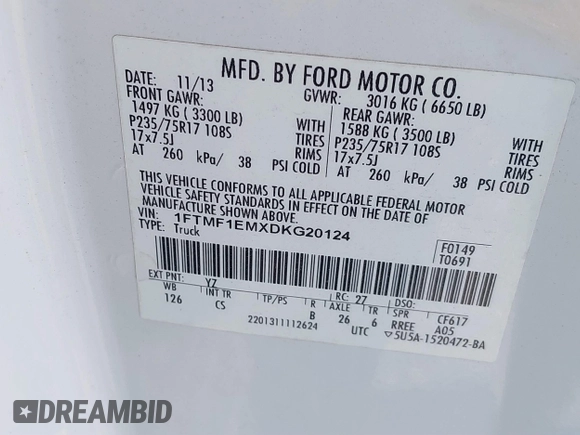 MFD. BY FORD MOTOR CO.
DATE: 11/13 GVWR: 3016 KG ( 6650 LB)
FRONT GAWR: REAR GAWR:
1497 KG ( 3300 LB) WITH 1588 KG ( 3500 LB) WITH
P235/75R17 108S TIRES P235/75R17 108S TIRES
17x7.5J RIMS 17x7.5J RIMS
AT 260 kPa/ 38 PSI COLD AT 260 kPa/ 38 PSI COLD
THIS VEHICLE CONFORMS TO ALL APPLICABLE FEDERAL MOTOR
VEHICLE SAFETY STANDARDS IN EFFECT ON THE DATE OF
MANUFACTURE SHOWN ABOVE.
VIN: 1FTMF1EMXDKG20124
TYPE: Truck
F0149
T0691
EXT PNT: YZ RC: 27 DSO:
WB INT TR TP/PS R AXLE TR SPR CF617
126 CS B 26 6 RREE A05
2201311112624 UTC ▽5U5A-1520472-BA
DREAMBID